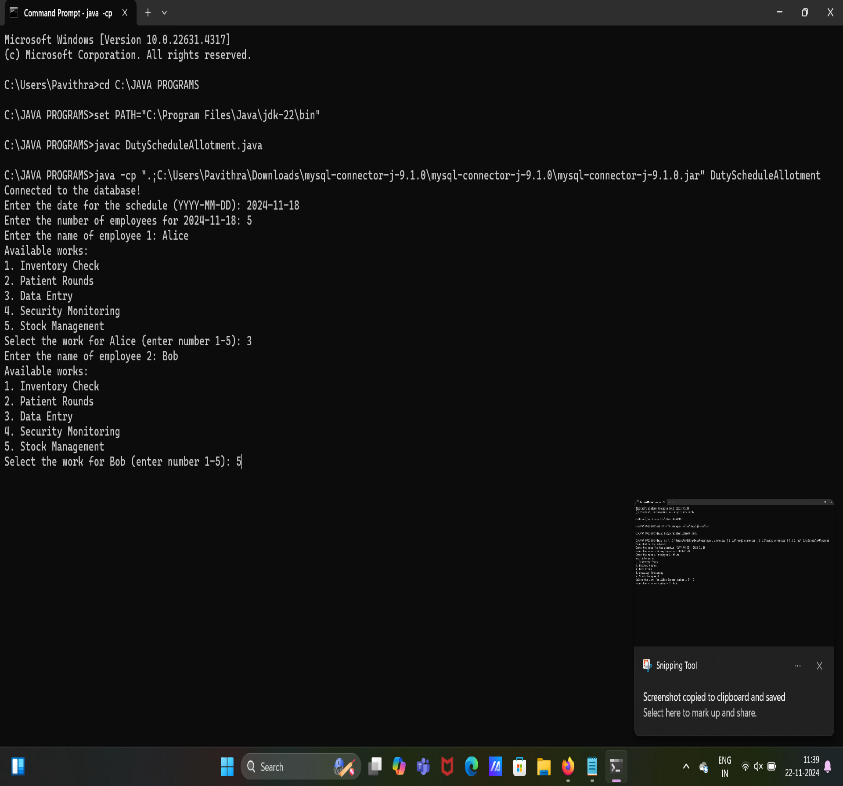 Command Prompt - java -cp
Microsoft Windows [Version 10.0.22631.4317]
(c) Microsoft Corporation. All rights reserved.
C:\Users\Pavithra>cd C:\JAVA PROGRAMS
C:\JAVA PROGRAMS>set PATH="C:\Program Files\Java\jdk-22\bin"
C:\JAVA PROGRAMS>javac DutyScheduleAllotment.java
C:\JAVA PROGRAMS>java -cp ".;C:\Users\Pavithra\Downloads\mysql-connector-j-9.1.0\mysql-connector-j-9.1.0\mysql-connector-j-9.1.0.jar" DutyScheduleAllotment
Connected to the database!
Enter the date for the schedule (YYYY-MM-DD): 2024-11-18
Enter the number of employees for 2024-11-18: 5
Enter the name of employee 1: Alice
Available works:
1. Inventory Check
2. Patient Rounds
3. Data Entry
4. Security Monitoring
5. Stock Management
Select the work for Alice (enter number 1-5): 3
Enter the name of employee 2: Bob
Available works:
1. Inventory Check
2. Patient Rounds
3. Data Entry
4. Security Monitoring
5. Stock Management
Select the work for Bob (enter number 1-5): 5
Snipping Tool
Screenshot copied to clipboard and saved
Select here to mark up and share.
Search
ENG
IN
11:39
22-11-2024